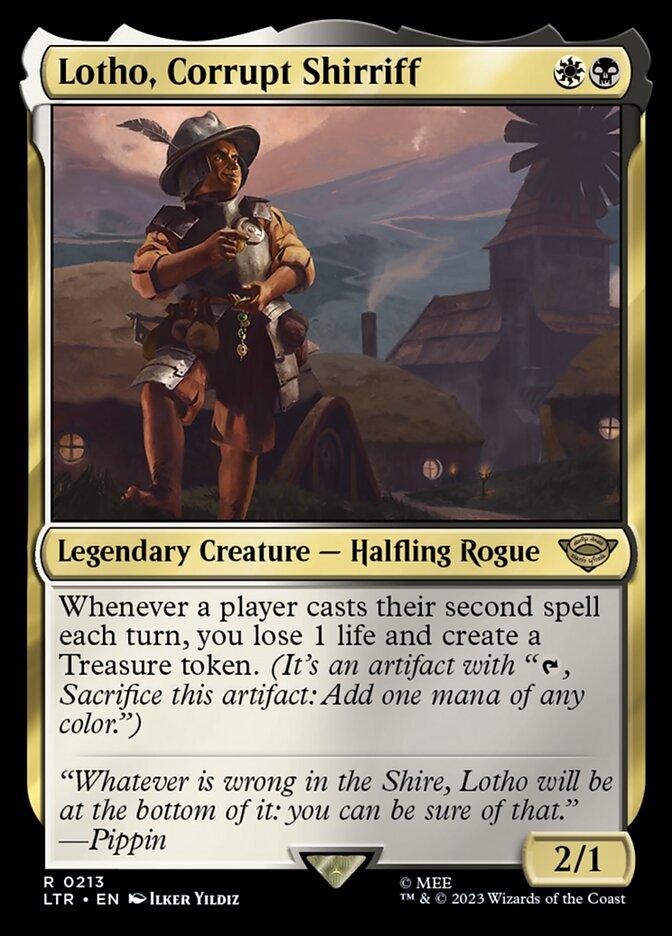 Lotho, Corrupt Shirriff
Legendary Creature — Halfling Rogue
Whenever a player casts their second spell
each turn, you lose 1 life and create a
Treasure token. (It's an artifact with “, 
Sacrifice this artifact: Add one mana of any
color.”)
“Whatever is wrong in the Shire, Lotho will be
at the bottom of it: you can be sure of that.”
—Pippin
2/1
R 0213
LTR • EN ILKER YILDIZ
© MEE
™ & © 2023 Wizards of the Coast